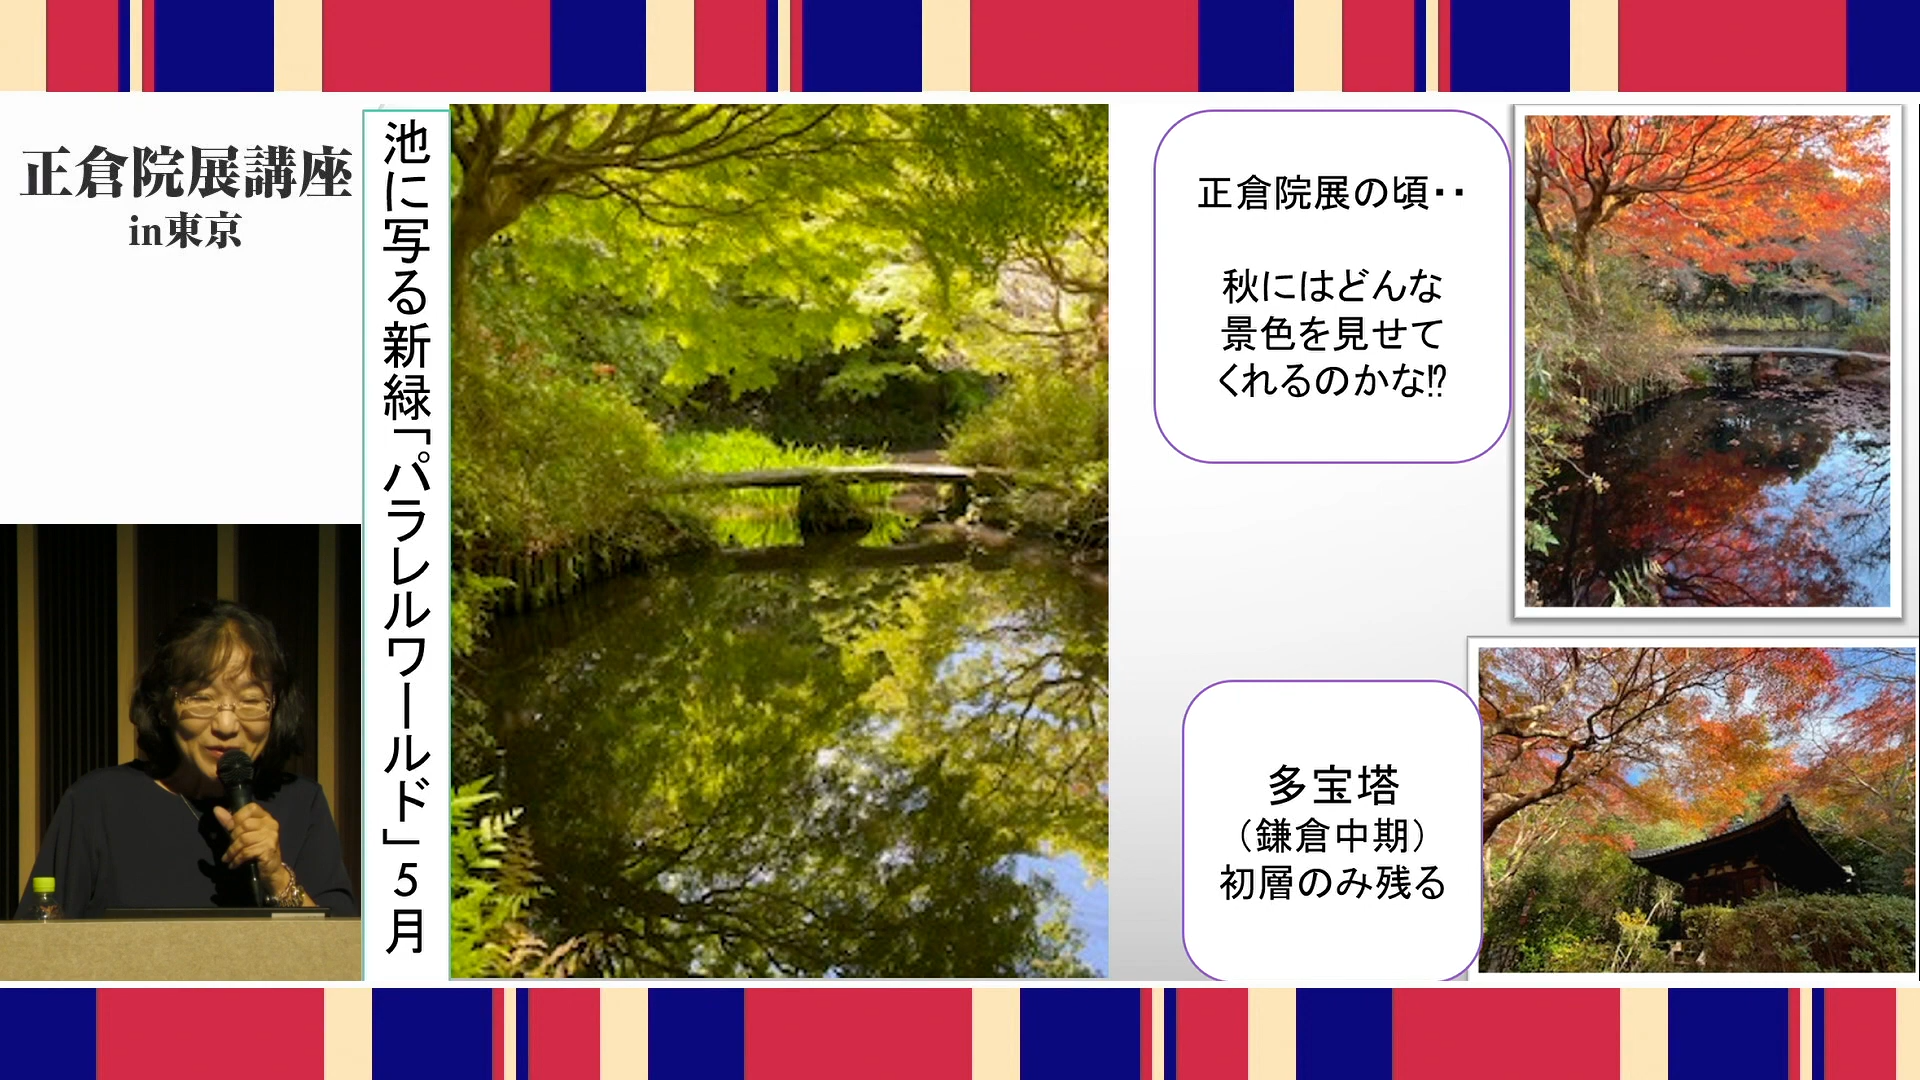 正倉院展講座
in東京
池に写る新緑「パラレルワールド」5月
正倉院展の頃・・
秋にはどんな
景色を見せて
くれるのかな⁉
多宝塔
（鎌倉中期）
初層のみ残る